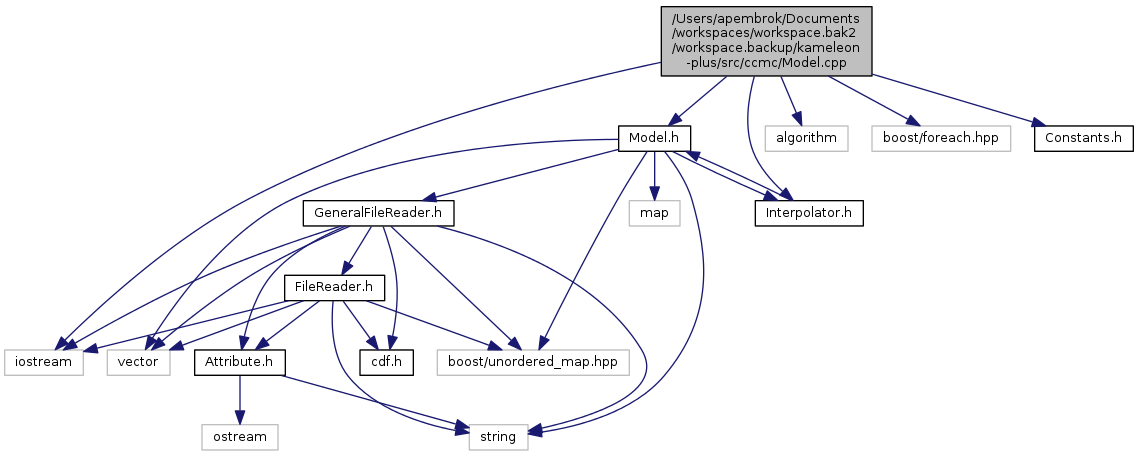 /Users/apembrok/Documents
/workspaces/workspace.bak2
/workspace.backup/kameleon
-plus/src/ccmc/Model.cpp
Model.h
algorithm
boost/foreach.hpp
Constants.h
GeneralFileReader.h
map
Interpolator.h
FileReader.h
iostream
vector
Attribute.h
cdf.h
boost/unordered_map.hpp
ostream
string